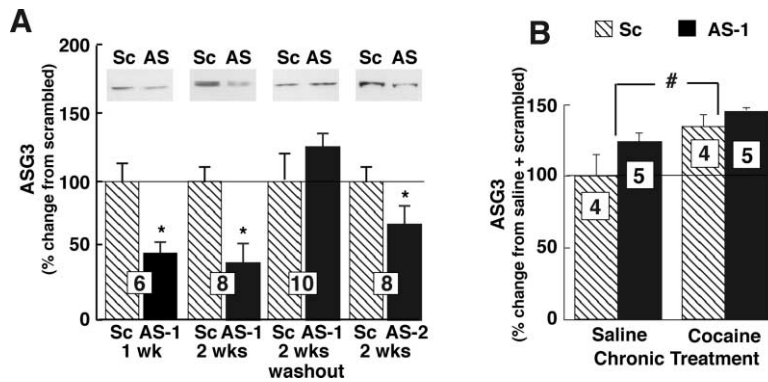 A
ASG3
(% change from scrambled)
200
150
100
50
0
Sc AS Sc AS Sc AS Sc AS
* * *
6 8 10 8
Sc AS-1 Sc AS-1 Sc AS-1 Sc AS-2
1 wk 2 wks 2 wks 2 wks
washout
B
Sc AS-1
ASG3
(% change from saline + scrambled)
150
100
50
0
#
4 5 4 5
Saline Cocaine
Chronic Treatment